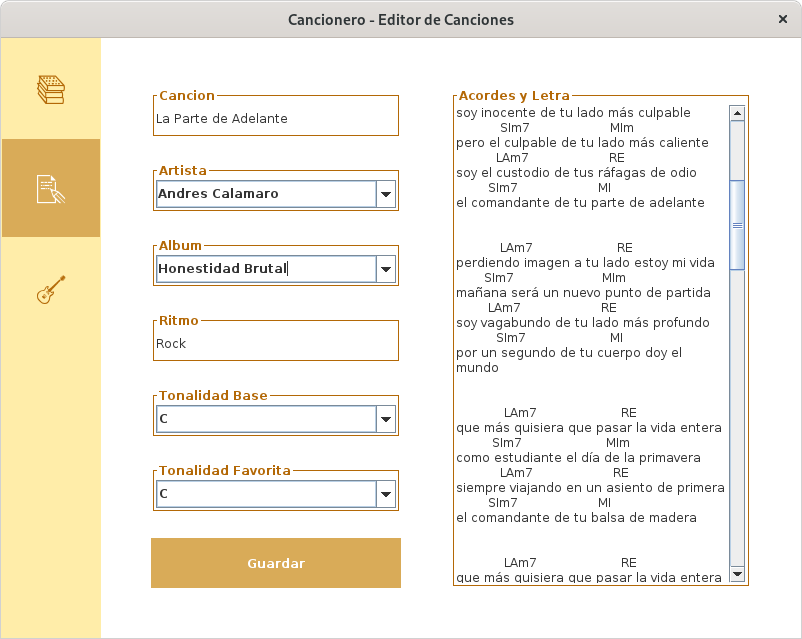 Cancionero - Editor de Canciones
Cancion
La Parte de Adelante
Artista
Andres Calamaro
Album
Honestidad Brutal
Ritmo
Rock
Tonalidad Base
C
Tonalidad Favorita
C
Guardar
Acordes y Letra
soy inocente de tu lado más culpable
SIm7 MIm
pero el culpable de tu lado más caliente
LAm7 RE
soy el custodio de tus ráfagas de odio
SIm7 MI
el comandante de tu parte de adelante
LAm7 RE
perdiendo imagen a tu lado estoy mi vida
SIm7 MIm
mañana será un nuevo punto de partida
LAm7 RE
soy vagabundo de tu lado más profundo
SIm7 MI
por un segundo de tu cuerpo doy el
mundo
LAm7 RE
que más quisiera que pasar la vida entera
SIm7 MIm
como estudiante el día de la primavera
LAm7 RE
siempre viajando en un asiento de primera
SIm7 MI
el comandante de tu balsa de madera
LAm7 RE
que más quisiera que pasar la vida entera